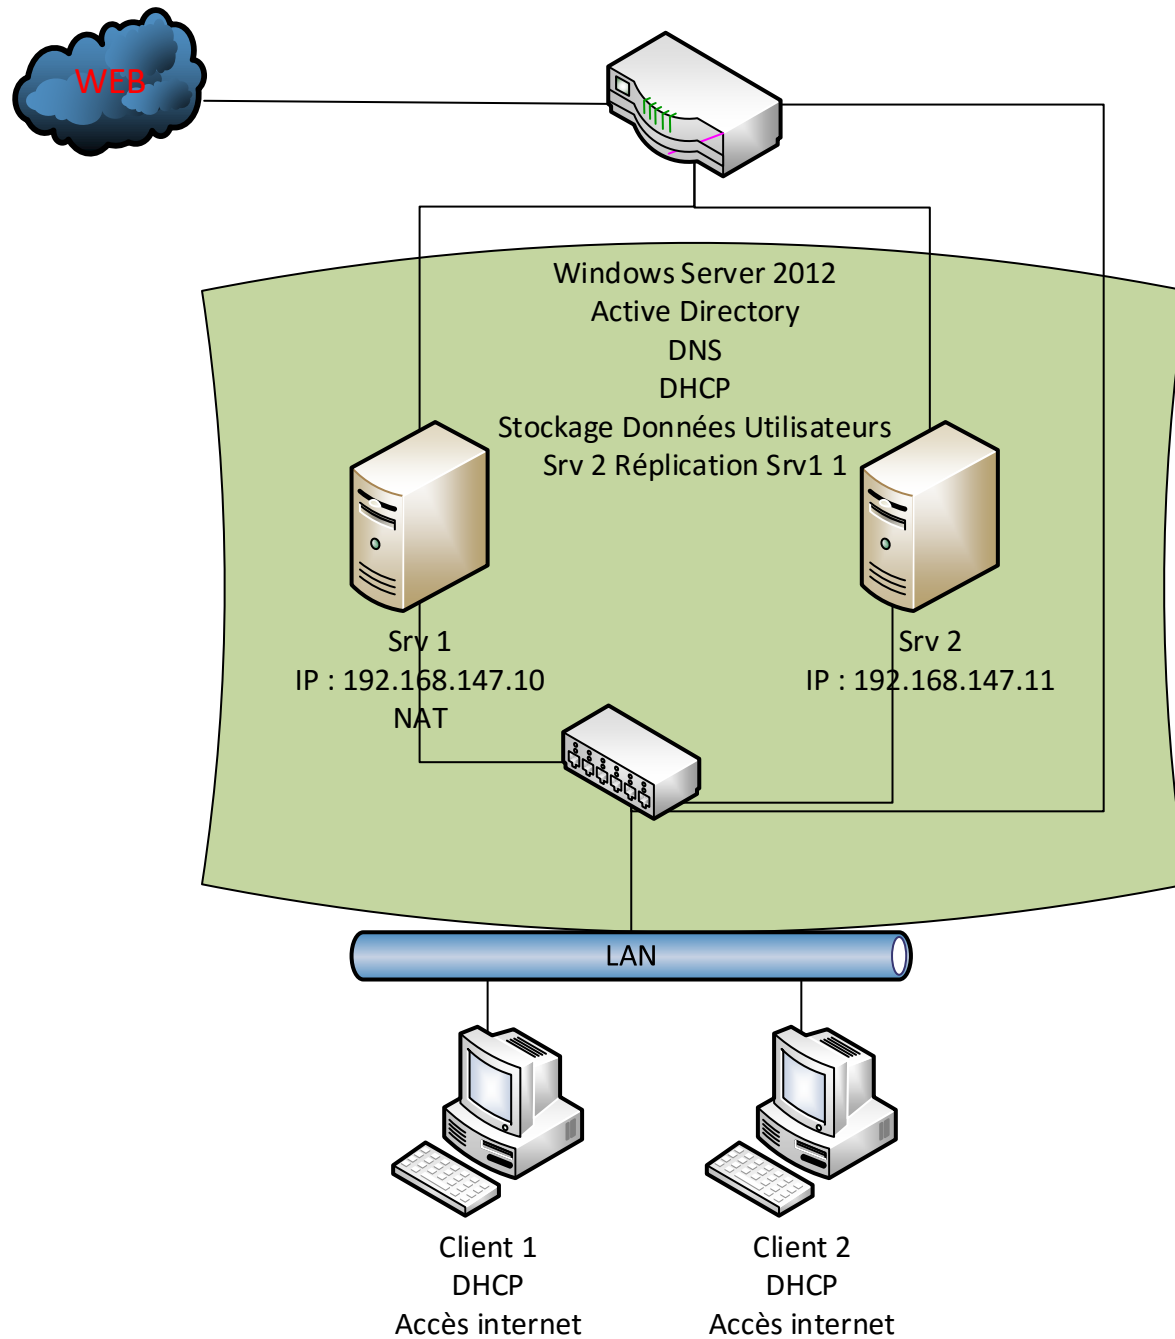 WEB
Windows Server 2012
Active Directory
DNS
DHCP
Stockage Données Utilisateurs
Srv 2 Réplication Srv1 1
Srv 1
IP : 192.168.147.10
NAT
Srv 2
IP : 192.168.147.11
LAN
Client 1
DHCP
Accès internet
Client 2
DHCP
Accès internet